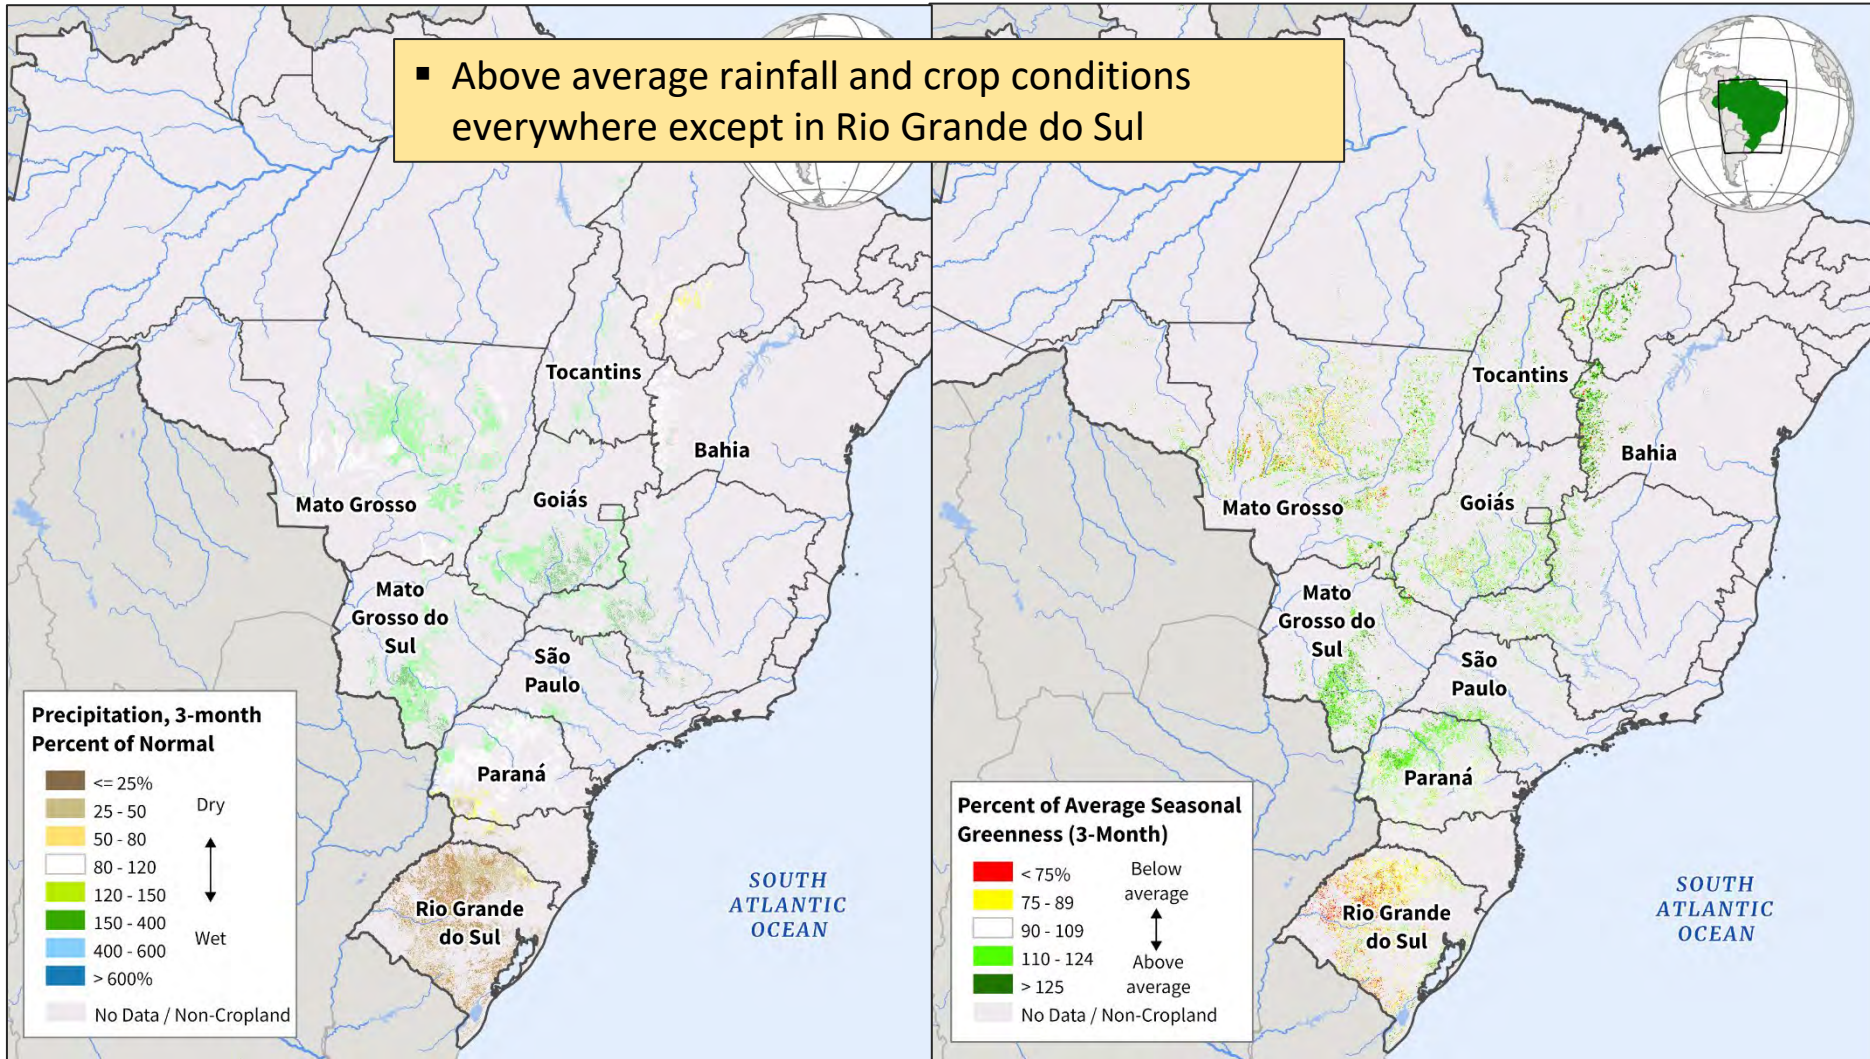 ▪ Above average rainfall and crop conditions
everywhere except in Rio Grande do Sul
Tocantins
Bahia
Mato Grosso
Goiás
Mato
Grosso do
Sul
São
Paulo
Paraná
Rio Grande
do Sul
SOUTH
ATLANTIC
OCEAN
Precipitation, 3-month
Percent of Normal
<= 25%
25 - 50
50 - 80
80 - 120
120 - 150
150 - 400
400 - 600
> 600%
Dry
Wet
No Data / Non-Cropland
Tocantins
Bahia
Mato Grosso
Goiás
Mato
Grosso do
Sul
São
Paulo
Paraná
Rio Grande
do Sul
SOUTH
ATLANTIC
OCEAN
Percent of Average Seasonal
Greenness (3-Month)
< 75%
75 - 89
90 - 109
110 - 124
> 125
Below
average
Above
average
No Data / Non-Cropland